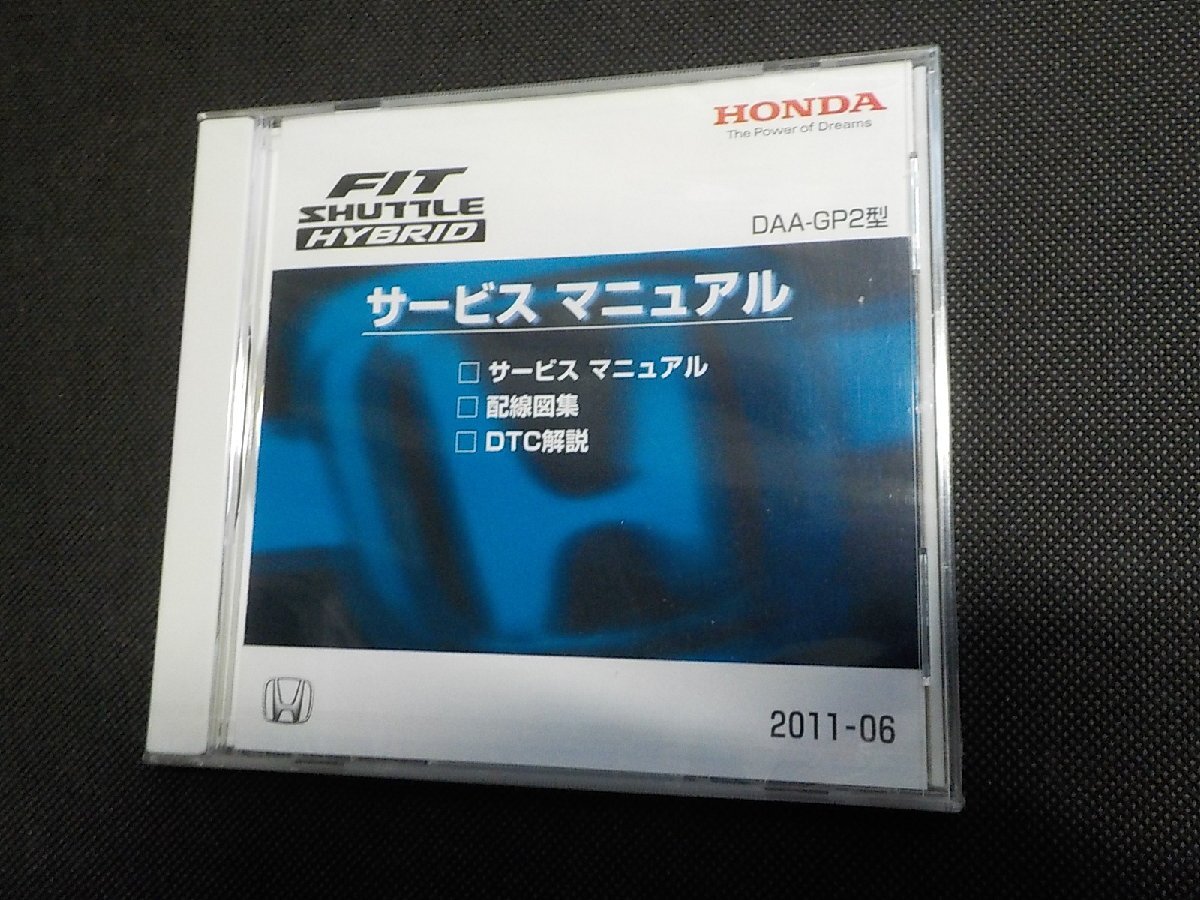 HONDA
The Power of Dreams
FIT
SHUTTLE
HYBRID
DAA-GP2型
サービス マニュアル
□ サービス マニュアル
□ 配線図集
□ DTC解説
2011-06